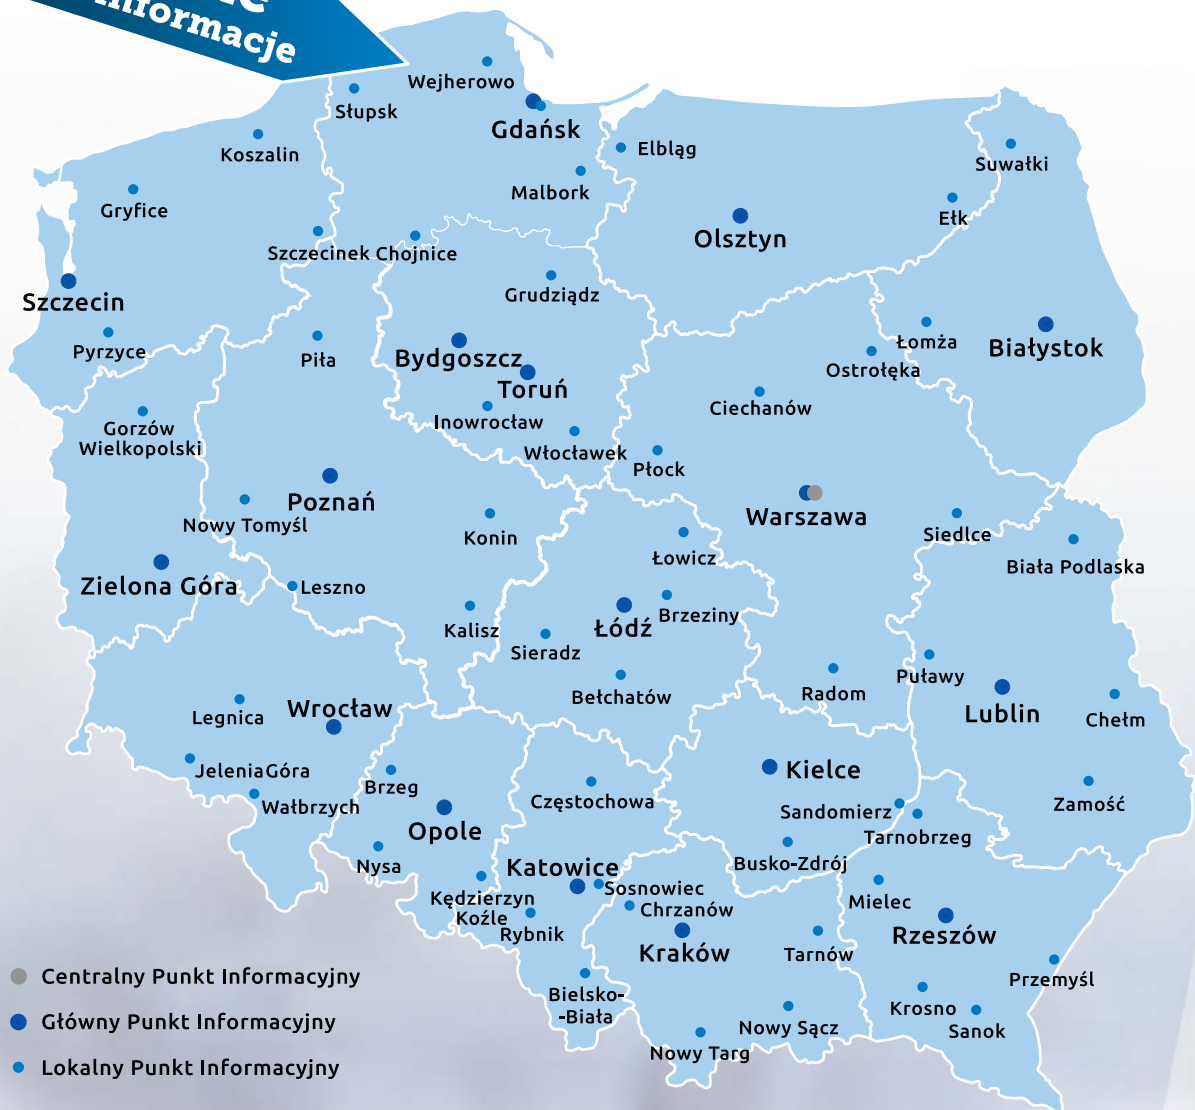 informacje
Wejherowo
Słupsk
Gdańsk
Koszalin
Elbląg
Suwałki
Malbork
Gryfice
Ełk
Olsztyn
Szczecinek Chojnice
Grudziądz
Szczecin
Pyrzyce
Piła
Bydgoszcz
Łomża
Białystok
Ostrołęka
Toruń
Ciechanów
Inowrocław
Gorzów
Wielkopolski
Włocławek
Płock
Poznań
Warszawa
Nowy Tomyśl
Konin
Siedlce
Łowicz
Biała Podlaska
Zielona Góra
Leszno
Brzeziny
Kalisz
Łódź
Sieradz
Puławy
Bełchatów
Radom
Legnica
Wrocław
Lublin
Chełm
JeleniaGóra
Kielce
Brzeg
Wałbrzych
Częstochowa
Sandomierz
Zamość
Opole
Tarnobrzeg
Nysa
Katowice
Busko-Zdrój
Sosnowiec
Kędzierzyn
Koźle
Chrzanów
Mielec
Rybnik
Rzeszów
Kraków
Tarnów
Przemyśl
Centralny Punkt Informacyjny
Bielsko-
-Biała
Krosno
Główny Punkt Informacyjny
Nowy Sącz
Sanok
Nowy Targ
Lokalny Punkt Informacyjny